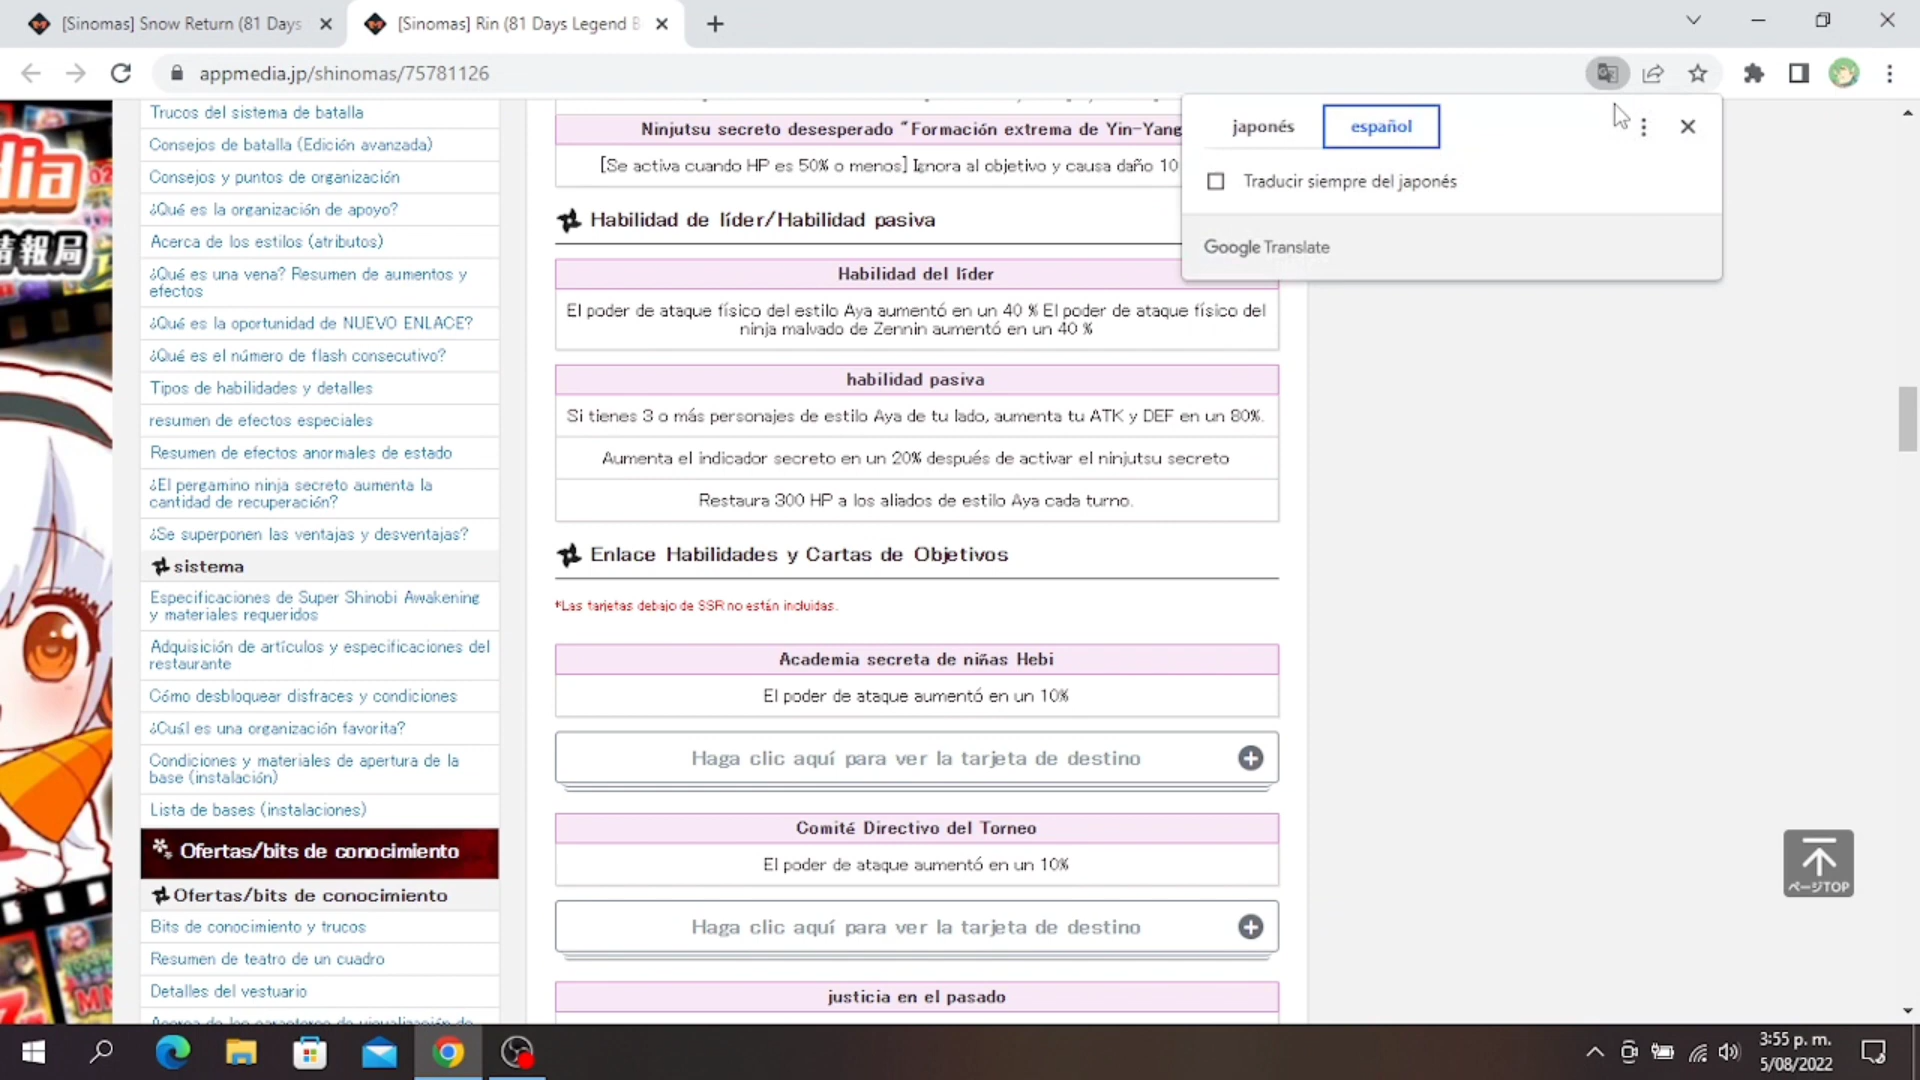 [Sinomas] Snow Return (81 Days
[Sinomas] Rin (81 Days Legend B
appmedia.jp/shinomas/75781126
Trucos del sistema de batalla
Consejos de batalla (Edición avanzada)
Consejos y puntos de organización
¿Qué es la organización de apoyo?
Acerca de los estilos (atributos)
¿Qué es una vena? Resumen de aumentos y
efectos
¿Qué es la oportunidad de NUEVO ENLACE?
¿Qué es el número de flash consecutivo?
Tipos de habilidades y detalles
resumen de efectos especiales
Resumen de efectos anormales de estado
¿El pergamino ninja secreto aumenta la
cantidad de recuperación?
¿Se superponen las ventajas y desventajas?
sistema
Especificaciones de Super Shinobi Awakening
y materiales requeridos
Adquisición de artículos y especificaciones del
restaurante
Cómo desbloquear disfraces y condiciones
¿Cuál es una organización favorita?
Condiciones y materiales de apertura de la
base (instalación)
Lista de bases (instalaciones)
Ofertas/bits de conocimiento
Ofertas/bits de conocimiento
Bits de conocimiento y trucos
Resumen de teatro de un cuadro
Detalles del vestuario
Ninjutsu secreto desesperado "Formación extrema de Yin-Yang
[Se activa cuando HP es 50% o menos] Ignora al objetivo y causa daño 10
Habilidad de líder/Habilidad pasiva
Habilidad del líder
El poder de ataque físico del estilo Aya aumentó en un 40 % El poder de ataque físico del
ninja malvado de Zennin aumentó en un 40 %
habilidad pasiva
Si tienes 3 o más personajes de estilo Aya de tu lado, aumenta tu ATK y DEF en un 80%.
Aumenta el indicador secreto en un 20% después de activar el ninjutsu secreto
Restaura 300 HP a los aliados de estilo Aya cada turno.
Enlace Habilidades y Cartas de Objetivos
*Las tarjetas debajo de SSR no están incluidas.
Academia secreta de niñas Hebi
El poder de ataque aumentó en un 10%
Haga clic aquí para ver la tarjeta de destino
Comité Directivo del Torneo
El poder de ataque aumentó en un 10%
Haga clic aquí para ver la tarjeta de destino
justicia en el pasado
japonés
español
Traducir siempre del japonés
Google Translate
dia
情報局
ページTOP
3:55 p. m.
5/08/2022